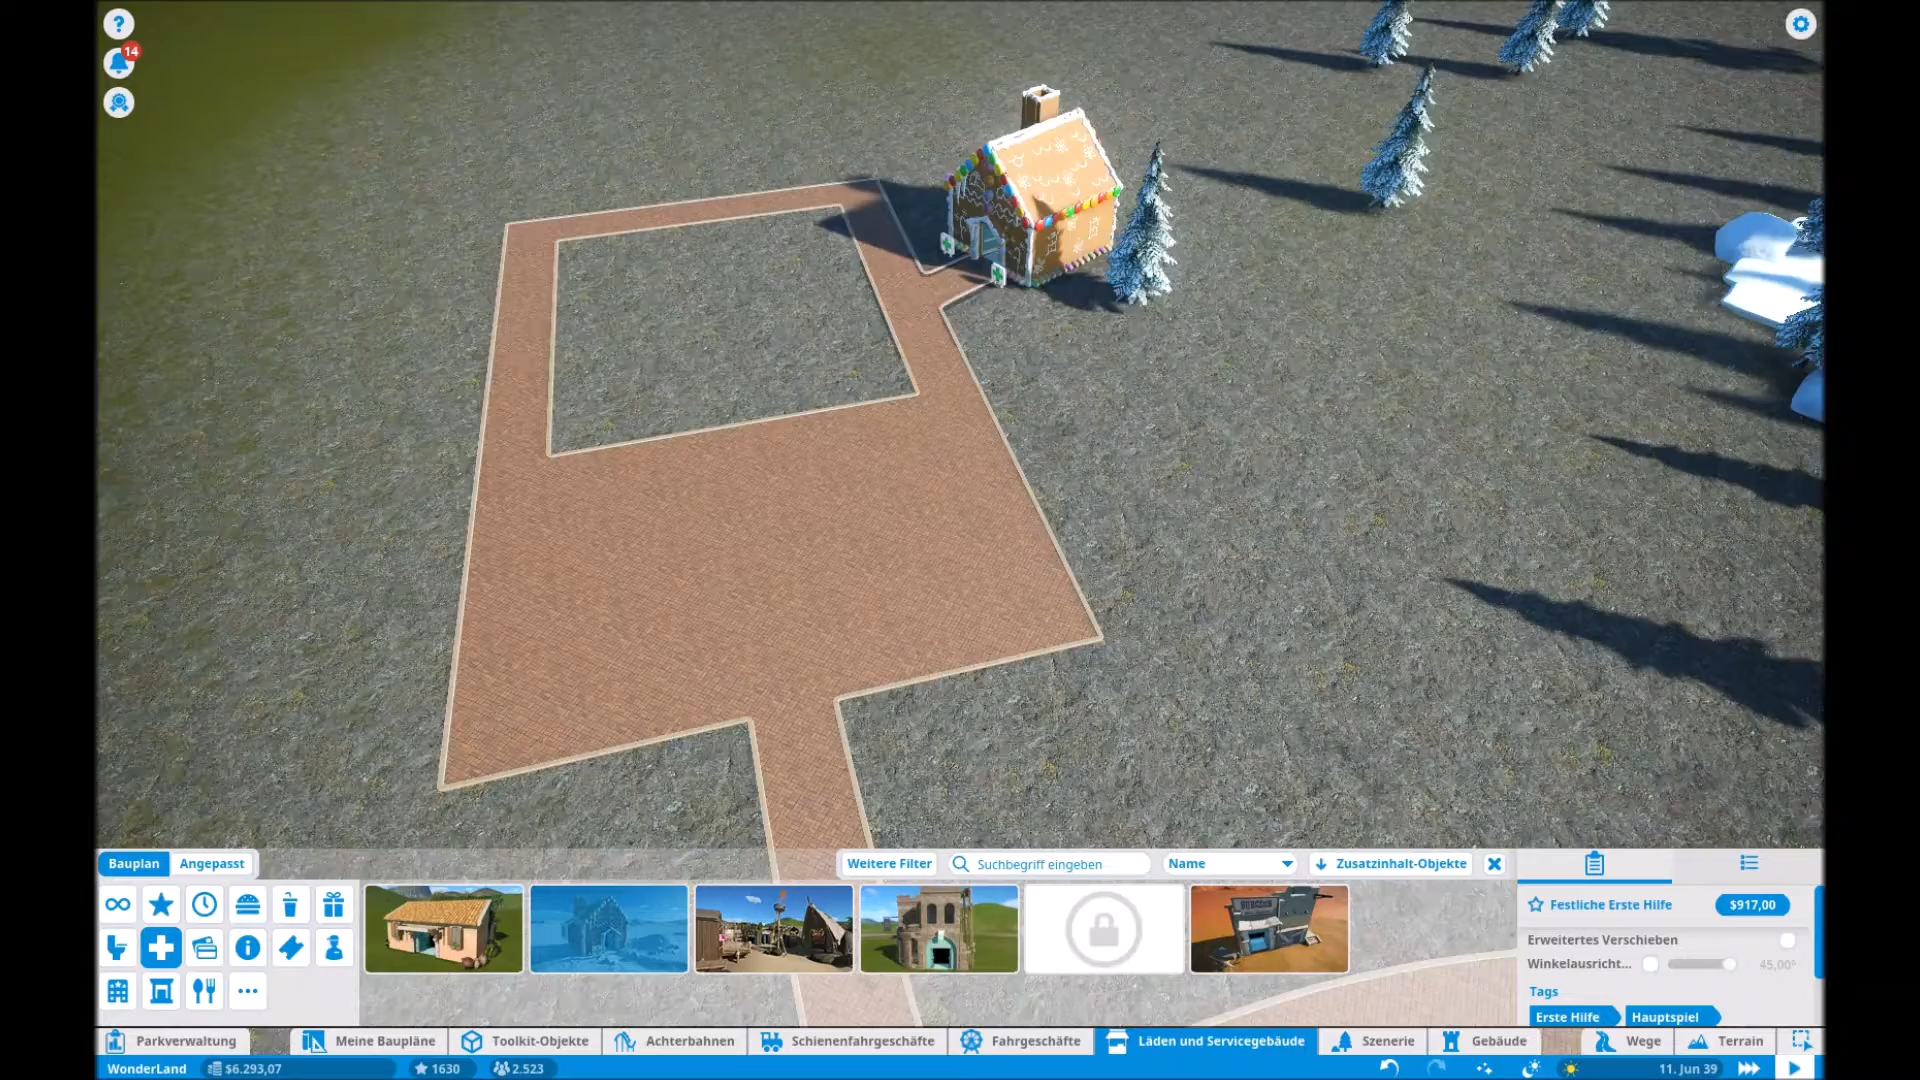 ?
14
Bauplan
Angepasst
Weitere Filter
Suchbegriff eingeben
Name
Zusatzinhalt-Objekte
Festliche Erste Hilfe
$917,00
Erweitertes Verschieben
Winkelausricht...
45,00°
Tags
Erste Hilfe
Hauptspiel
SURGEON
Parkverwaltung
Meine Baupläne
Toolkit-Objekte
Achterbahnen
Schienenfahrgeschäfte
Fahrgeschäfte
Läden und Servicegebäude
Szenerie
Gebäude
Wege
Terrain
WonderLand
$6.293,07
1630
2.523
11. Jun 39